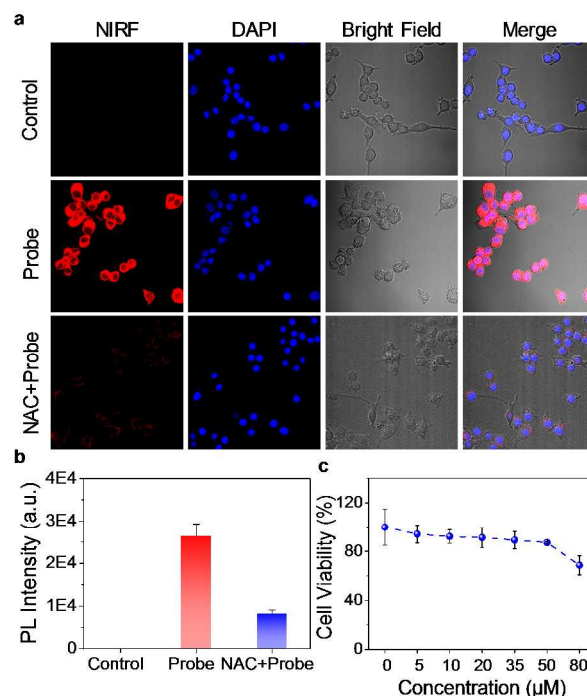 a
NIRF DAPI Bright Field Merge
Control
Probe
NAC+Probe
b
PL Intensity (a.u.)
4E4
3E4
1E4
0
Control Probe NAC+Probe
c
Cell Viability (%)
120
80
40
0
0 5 10 20 35 50 80
Concentration (μM)